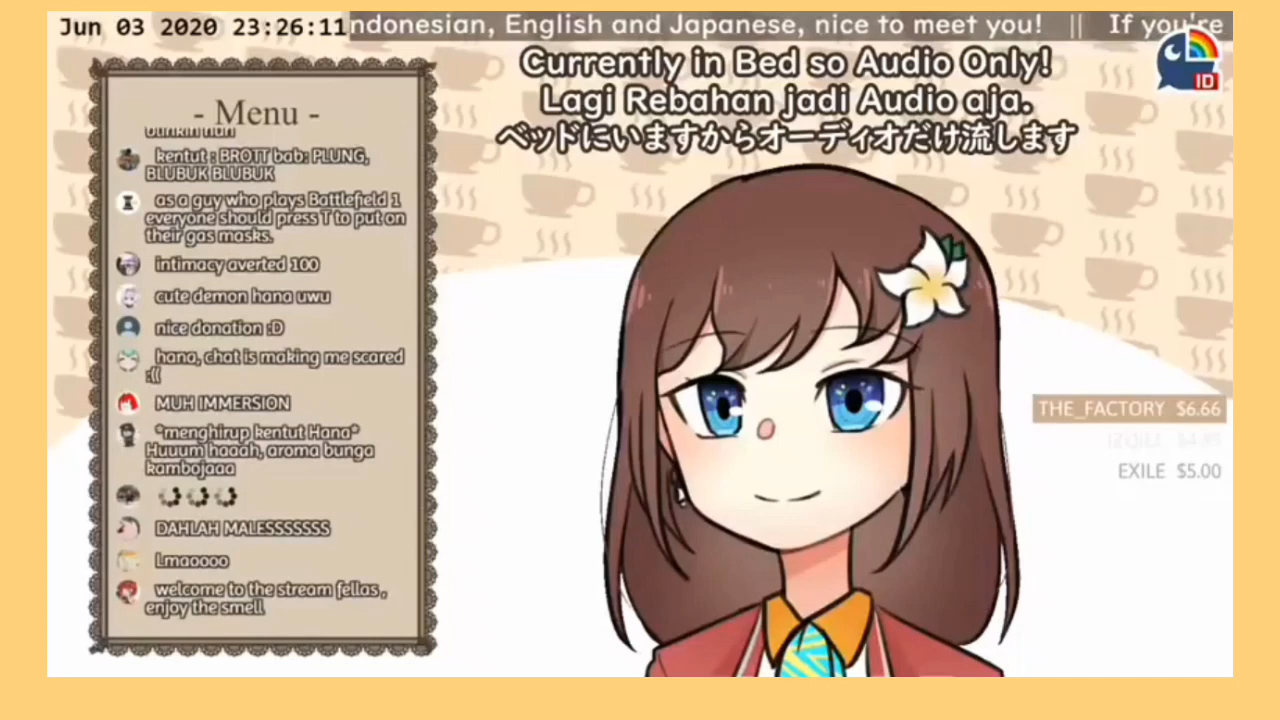 Jun 03 2020 23:26:11
ndonesian, English and Japanese, nice to meet you! || If you're
ID
Currently in Bed so Audio Only!
Lagi Rebahan jadi Audio aja.
ベッドにいますからオーディオだけ流します
- Menu -
kentut : BROTT bab: PLUNG,
BLUBUK BLUBUK
as a guy who plays Battlefield 1
everyone should press T to put on
their gas masks.
intimacy averted 100
cute demon hana uwu
nice donation :D
hana, chat is making me scared
:((
MUH IMMERSION
*menghirup kentut Hana*
Huuum haaah, aroma bunga
kambojaaa
DAHLAH MALESSSSSSS
Lmaoooo
welcome to the stream fellas ,
enjoy the smell
THE_FACTORY $6.66
EXILE $5.00